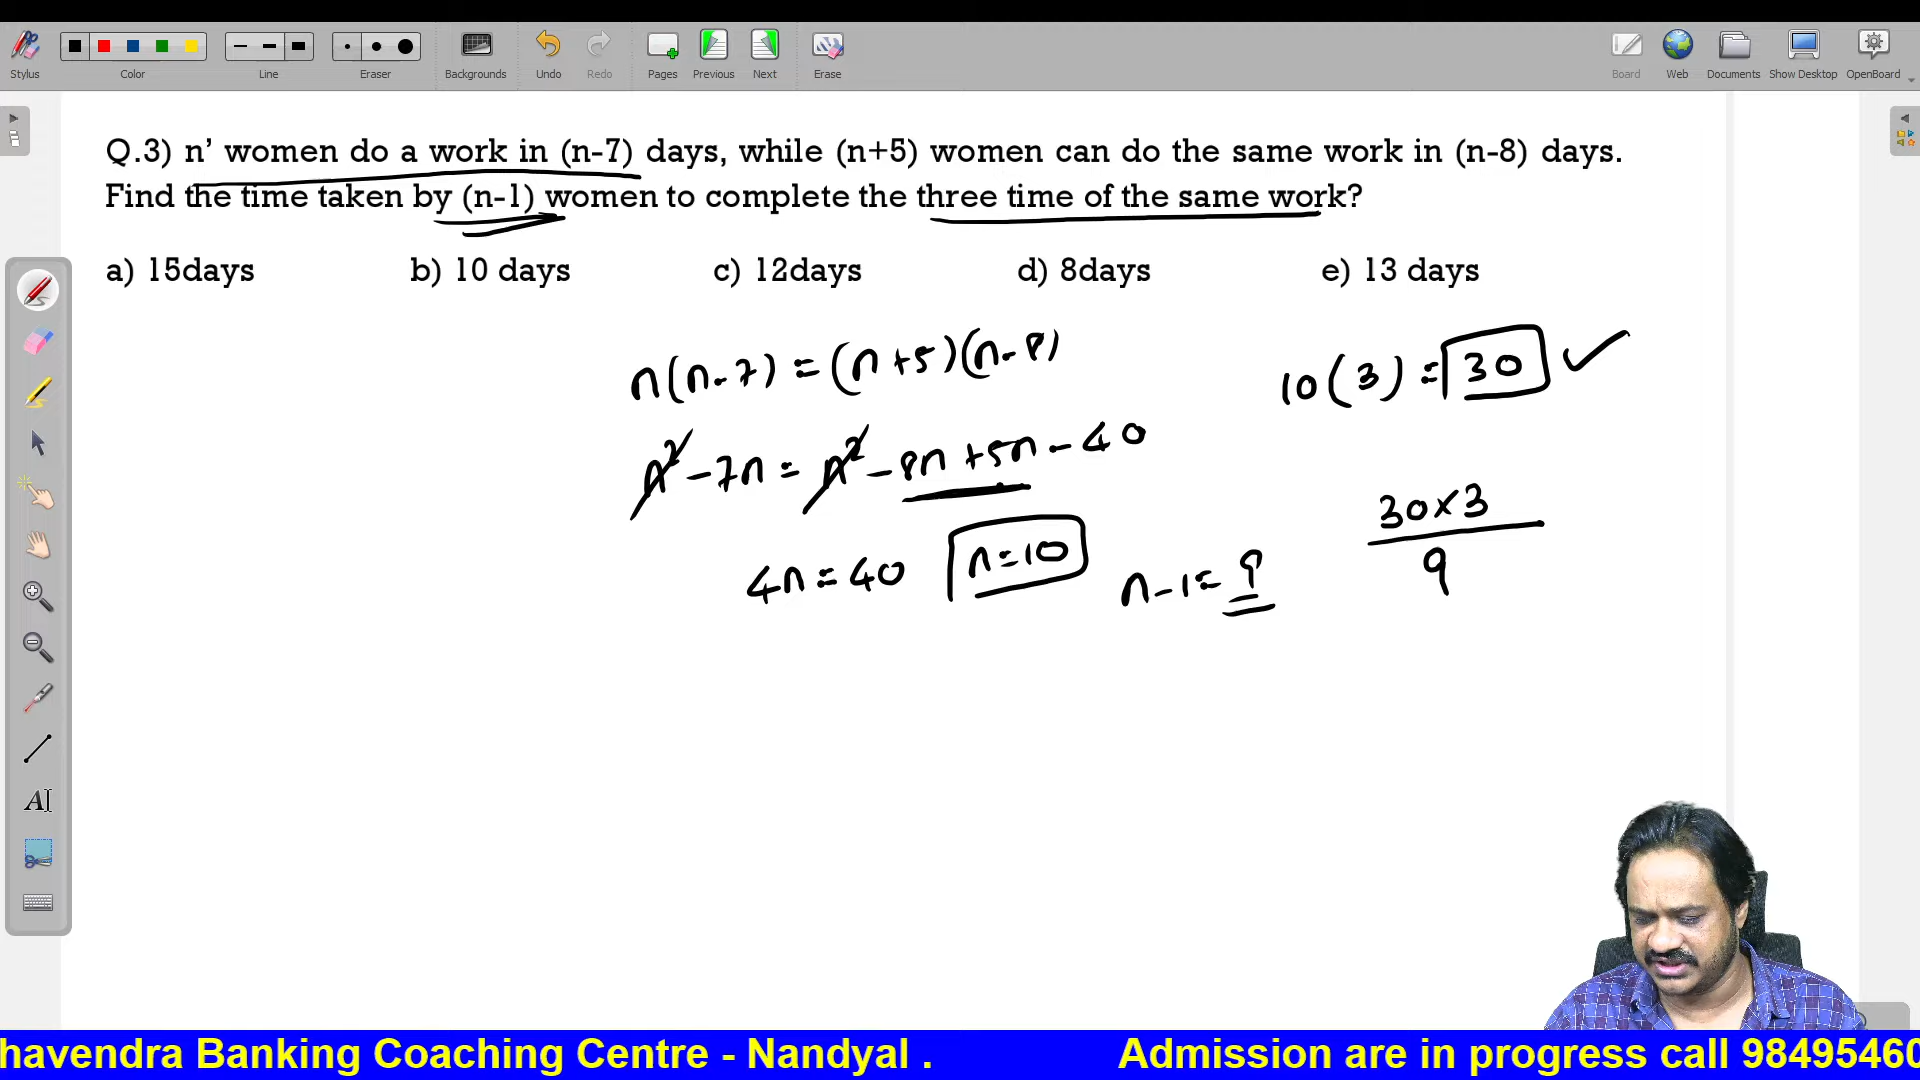 Stylus Color Line Eraser Backgrounds Undo Redo Pages Previous Next Erase Board Web Documents Show Desktop OpenBoard
Q.3) n’ women do a work in (n-7) days, while (n+5) women can do the same work in (n-8) days.
Find the time taken by (n-1) women to complete the three time of the same work?
a) 15days b) 10 days c) 12days d) 8days e) 13 days
n(n-7) = (n+5)(n-8)
10(3) = 30 ✓
n² - 7n = n² - 8n + 5n - 40
30×3
9
4n = 40 n = 10 n-1 = 9
AI
havendra Banking Coaching Centre - Nandyal . Admission are in progress call 98495460